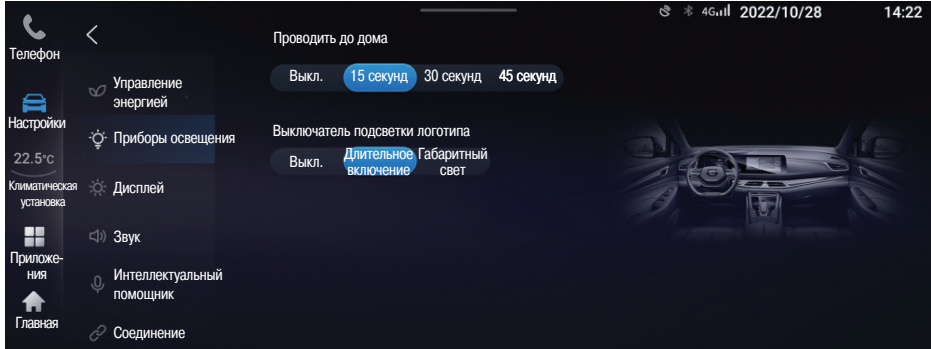 4G 2022/10/28 14:22
Телефон
Настройки
22.5°C
Климатическая
установка
Приложе-
ния
Главная
Управление
энергией
Приборы освещения
Дисплей
Звук
Интеллектуальный
помощник
Соединение
Проводить до дома
Выкл. 15 секунд 30 секунд 45 секунд
Выключатель подсветки логотипа
Выкл.
Длительное
включение
Габаритный
свет